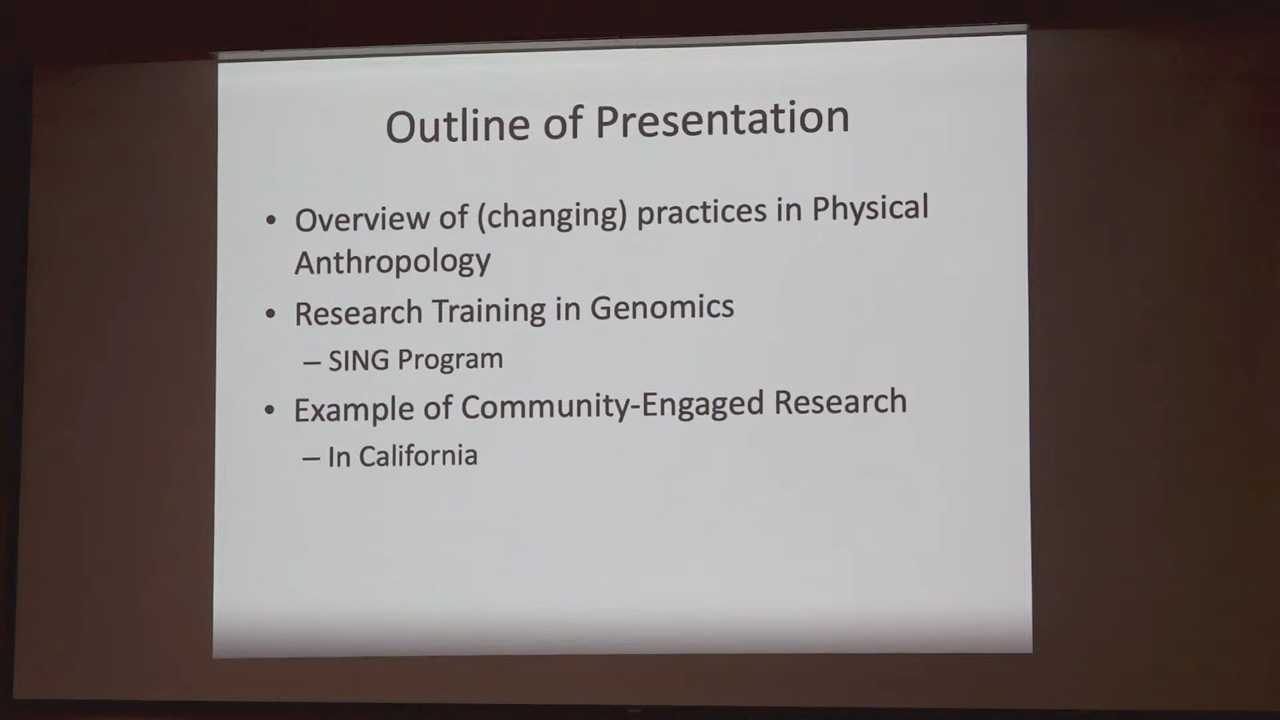 Outline of Presentation
• Overview of (changing) practices in Physical
Anthropology
• Research Training in Genomics
– SING Program
• Example of Community-Engaged Research
– In California